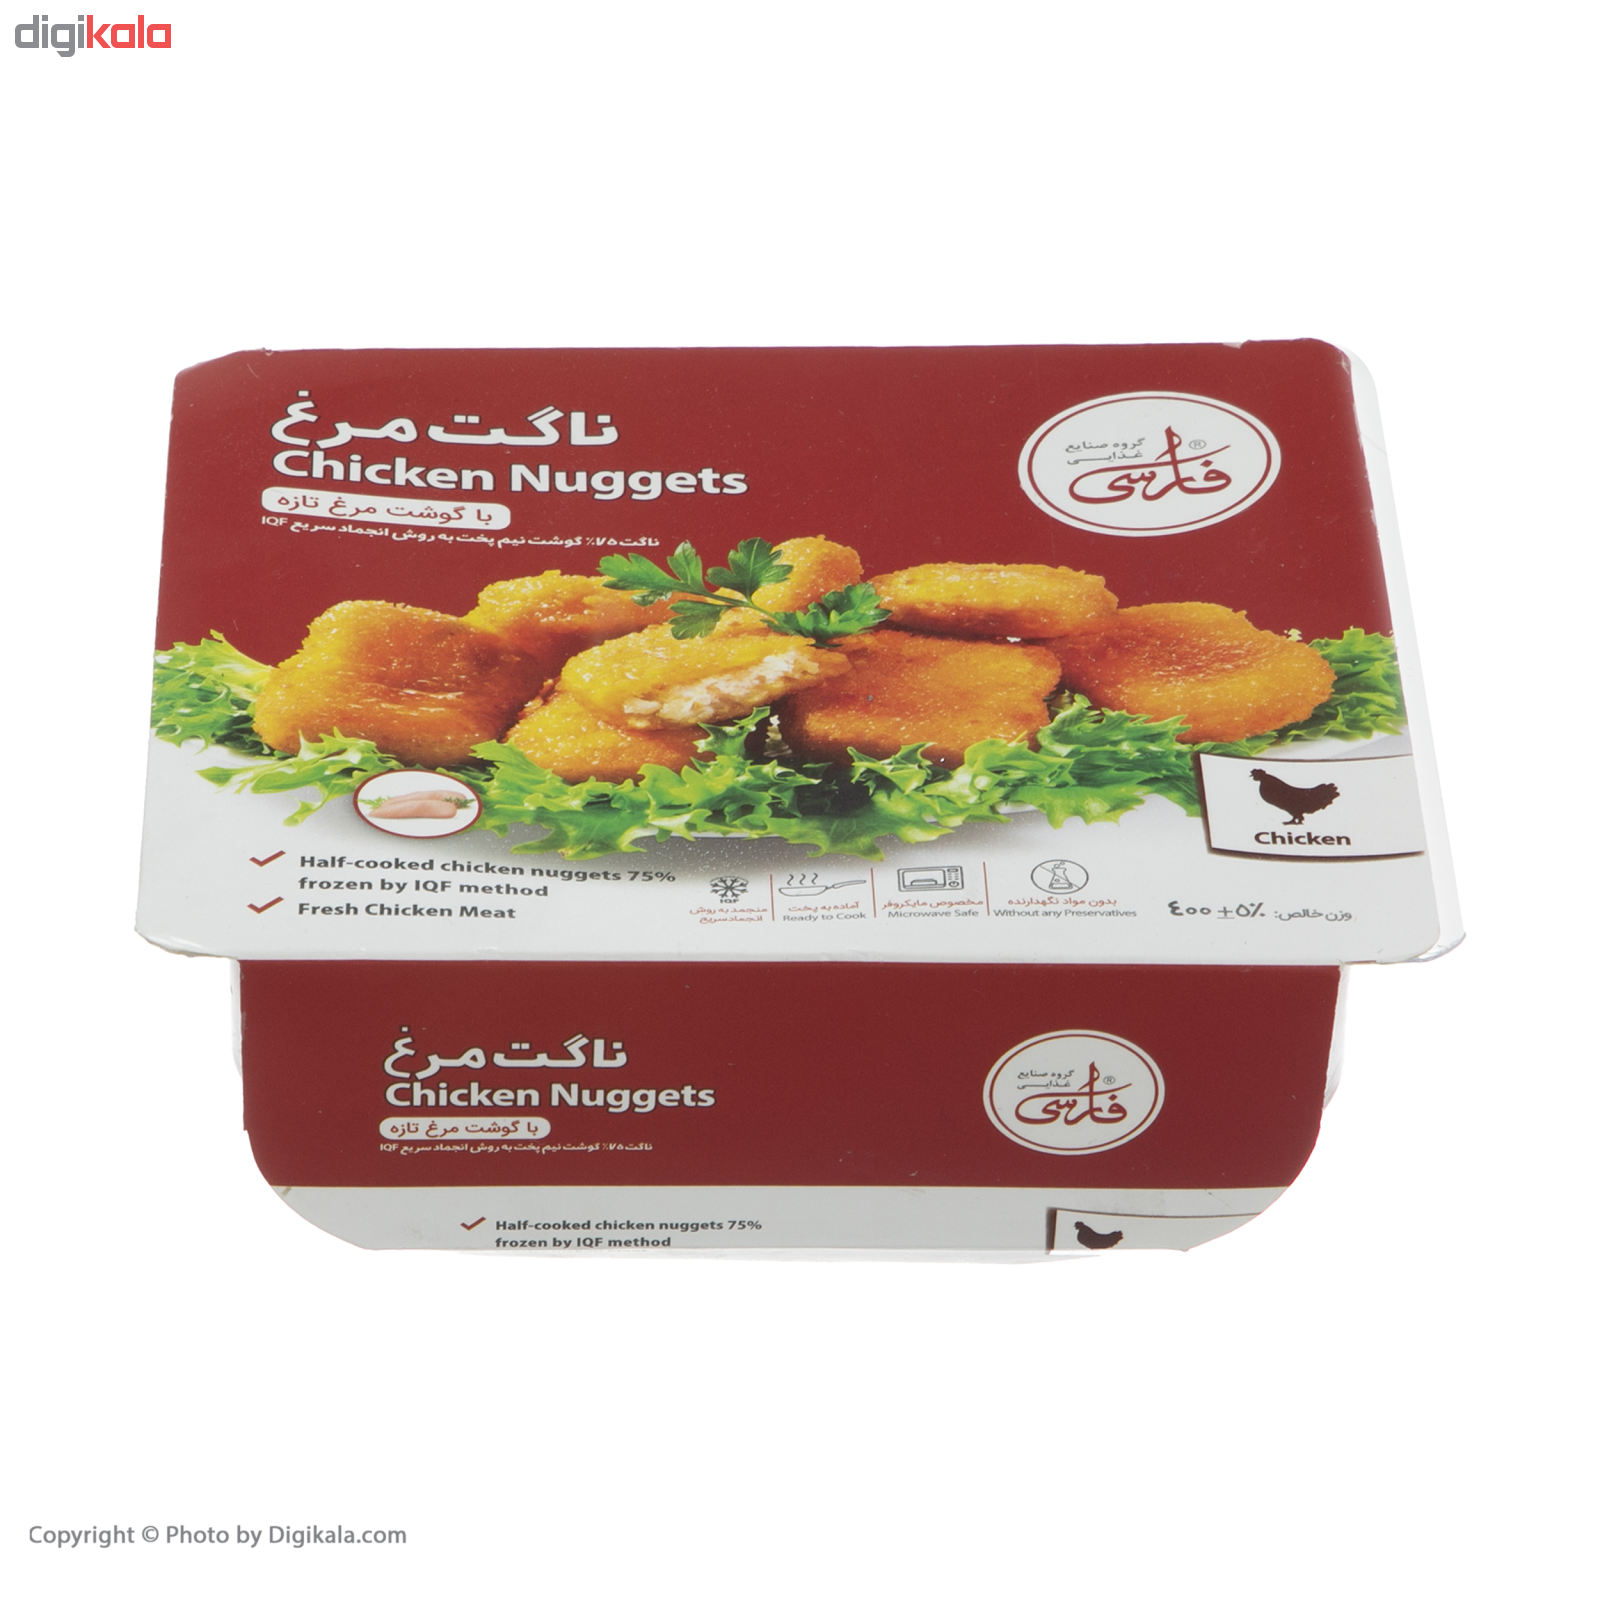 digikala
ناگت مرغ
Chicken Nuggets
با گوشت مرغ تازه
ناگت ۷۵٪ گوشت نیم پخت به روش انجماد سریع IQF
گروه صنایع
غذایی
فارسی ®
Chicken
Half-cooked chicken nuggets 75%
frozen by IQF method
Fresh Chicken Meat
IQF
منجمد به روش
انجماد سریع
آماده به پخت
Ready to Cook
مخصوص مایکروفر
Microwave Safe
بدون مواد نگهدارنده
Without any Preservatives
وزن خالص: ۴۰۰ ±۵٪
ناگت مرغ
Chicken Nuggets
با گوشت مرغ تازه
ناگت ۷۵٪ گوشت نیم پخت به روش انجماد سریع IQF
گروه صنایع
غذایی
فارسی ®
Half-cooked chicken nuggets 75%
frozen by IQF method
Copyright © Photo by Digikala.com